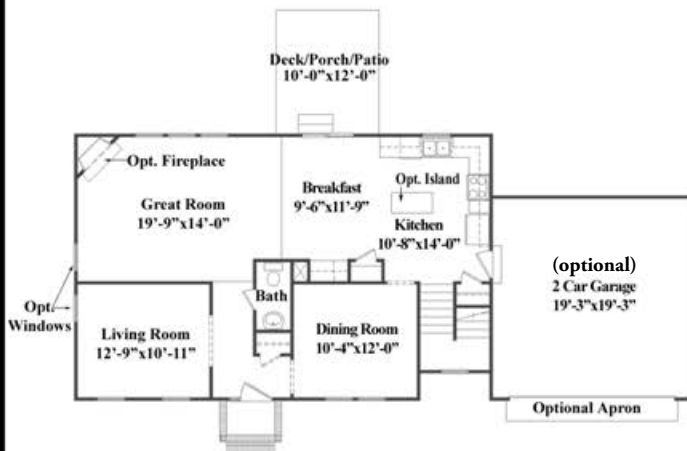 Deck/Porch/Patio
10'-0”x12'-0”
Opt. Fireplace
Great Room
19'-9”x14'-0”
Breakfast
9'-6”x11'-9”
Opt. Island
Kitchen
10'-8”x14'-0”
(optional)
2 Car Garage
19'-3”x19'-3”
Opt.
Windows
Bath
Living Room
12'-9”x10'-11”
Dining Room
10'-4”x12'-0”
Optional Apron